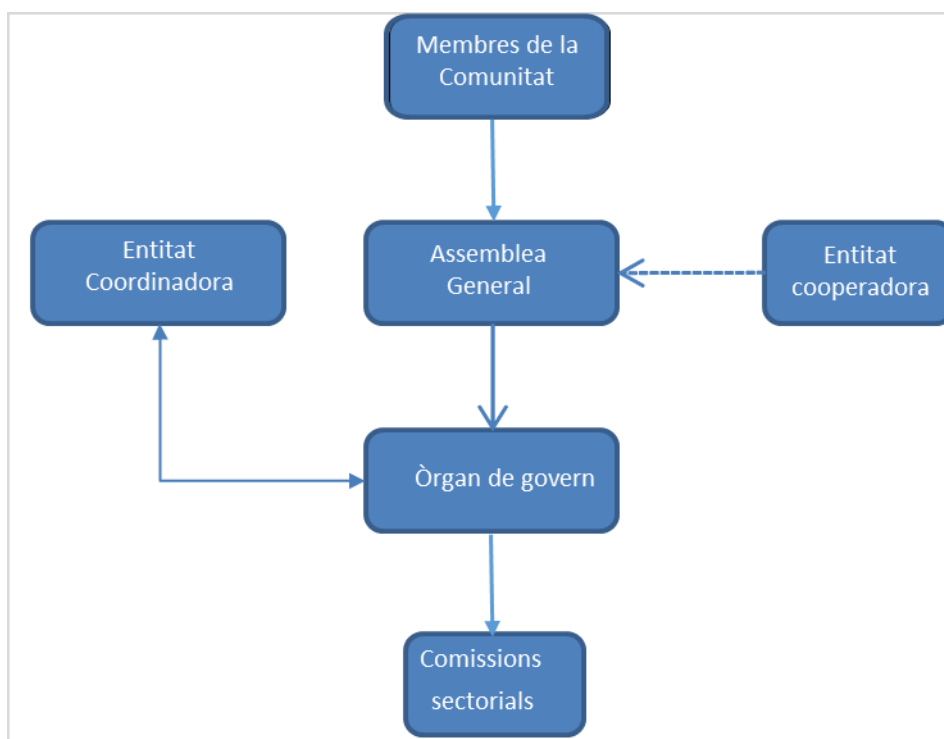 Membres de la
Comunitat
Entitat
Coordinadora
Assemblea
General
Entitat
cooperadora
Òrgan de govern
Comissions
sectorials